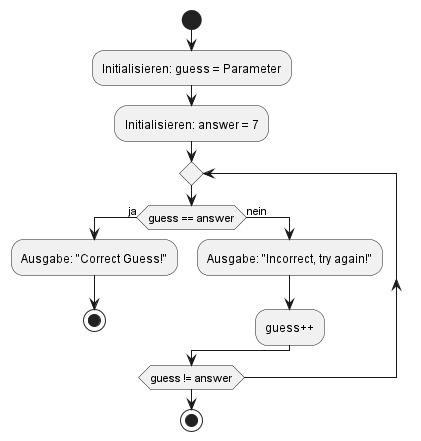 Initialisieren: guess = Parameter
Initialisieren: answer = 7
ja
guess == answer
nein
Ausgabe: "Correct Guess!"
Ausgabe: "Incorrect, try again!"
guess++
guess != answer